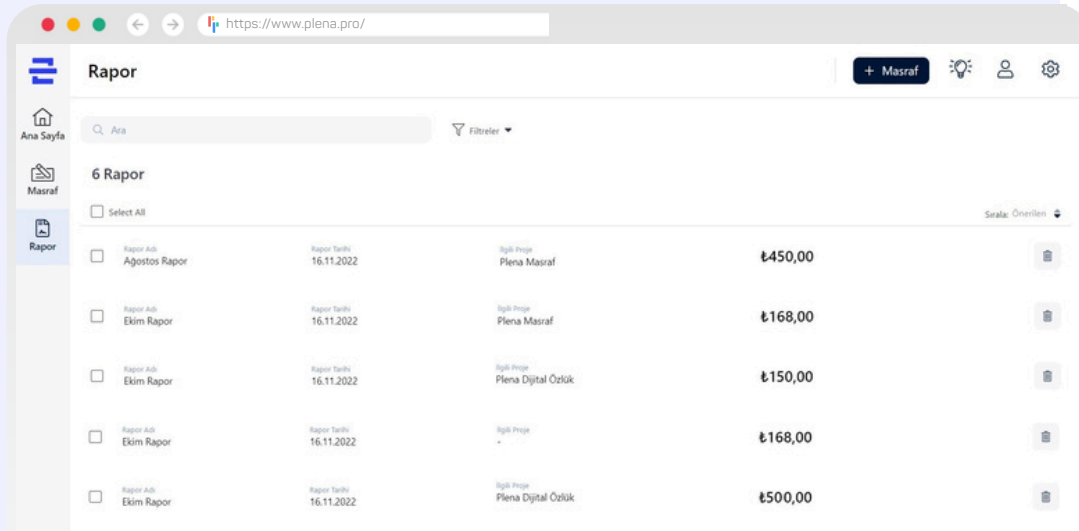 https://www.plena.pro/
Rapor
+ Masraf
Ana Sayfa
Masraf
Rapor
Ara
Filtreler
6 Rapor
Select All
Sırala: Önerilen
Rapor Adı Rapor Tarihi İlgili Proje
Ağostos Rapor 16.11.2022 Plena Masraf ₺450,00
Rapor Adı Rapor Tarihi İlgili Proje
Ekim Rapor 16.11.2022 Plena Masraf ₺168,00
Rapor Adı Rapor Tarihi İlgili Proje
Ekim Rapor 16.11.2022 Plena Dijital Özlük ₺150,00
Rapor Adı Rapor Tarihi İlgili Proje
Ekim Rapor 16.11.2022 - ₺168,00
Rapor Adı Rapor Tarihi İlgili Proje
Ekim Rapor 16.11.2022 Plena Dijital Özlük ₺500,00